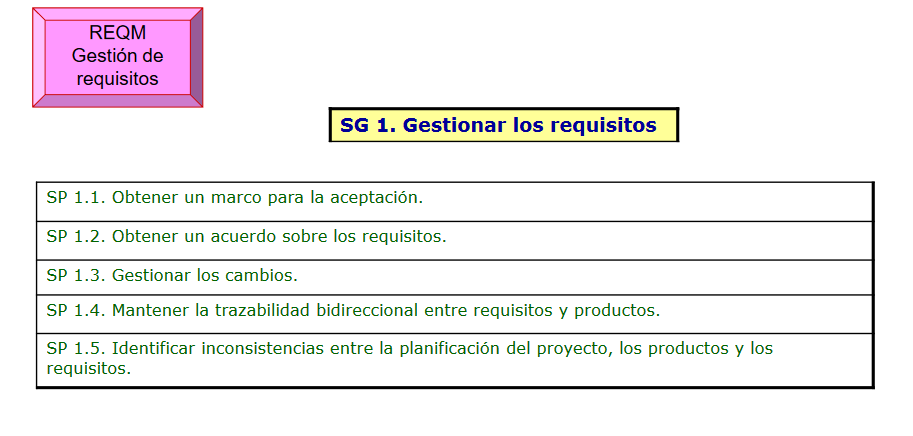 REQM
Gestión de
requisitos
SG 1. Gestionar los requisitos
SP 1.1. Obtener un marco para la aceptación.
SP 1.2. Obtener un acuerdo sobre los requisitos.
SP 1.3. Gestionar los cambios.
SP 1.4. Mantener la trazabilidad bidireccional entre requisitos y productos.
SP 1.5. Identificar inconsistencias entre la planificación del proyecto, los productos y los
requisitos.